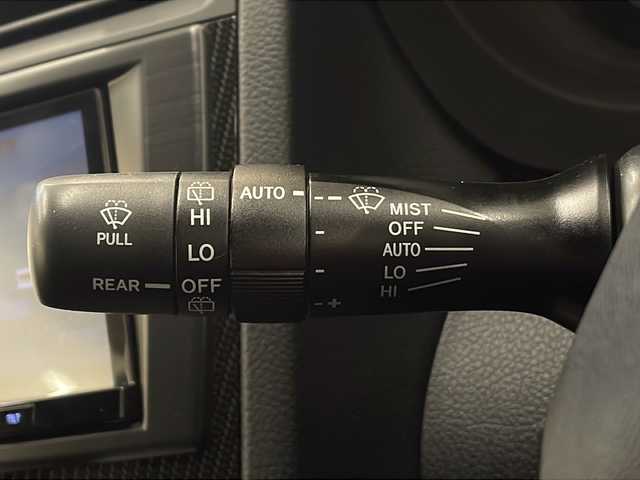 PULL
REAR
HI
LO
OFF
AUTO
- +
MIST
OFF
AUTO
LO
HI